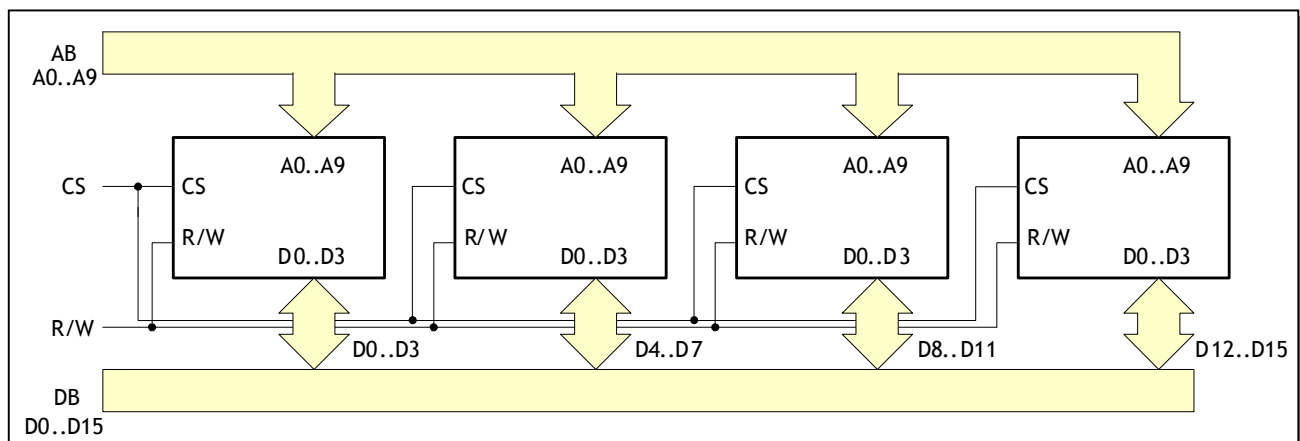 AB
A0..A9
A0..A9
A0..A9
A0..A9
A0..A9
CS
CS
CS
CS
CS
R/W
R/W
R/W
R/W
D0..D3
D0..D3
D0..D3
D0..D3
R/W
D0..D3
D4..D7
D8..D11
D12..D15
DB
D0..D15